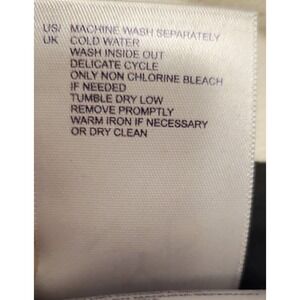 US/ MACHINE WASH SEPARATELY
UK COLD WATER
WASH INSIDE OUT
DELICATE CYCLE
ONLY NON CHLORINE BLEACH
IF NEEDED
TUMBLE DRY LOW
REMOVE PROMPTLY
WARM IRON IF NECESSARY
OR DRY CLEAN